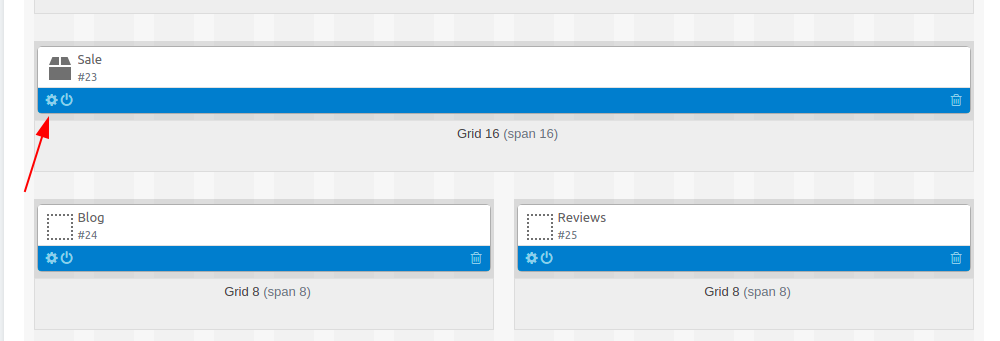 Sale
#23
Grid 16 (span 16)
Blog
#24
Reviews
#25
Grid 8 (span 8)
Grid 8 (span 8)